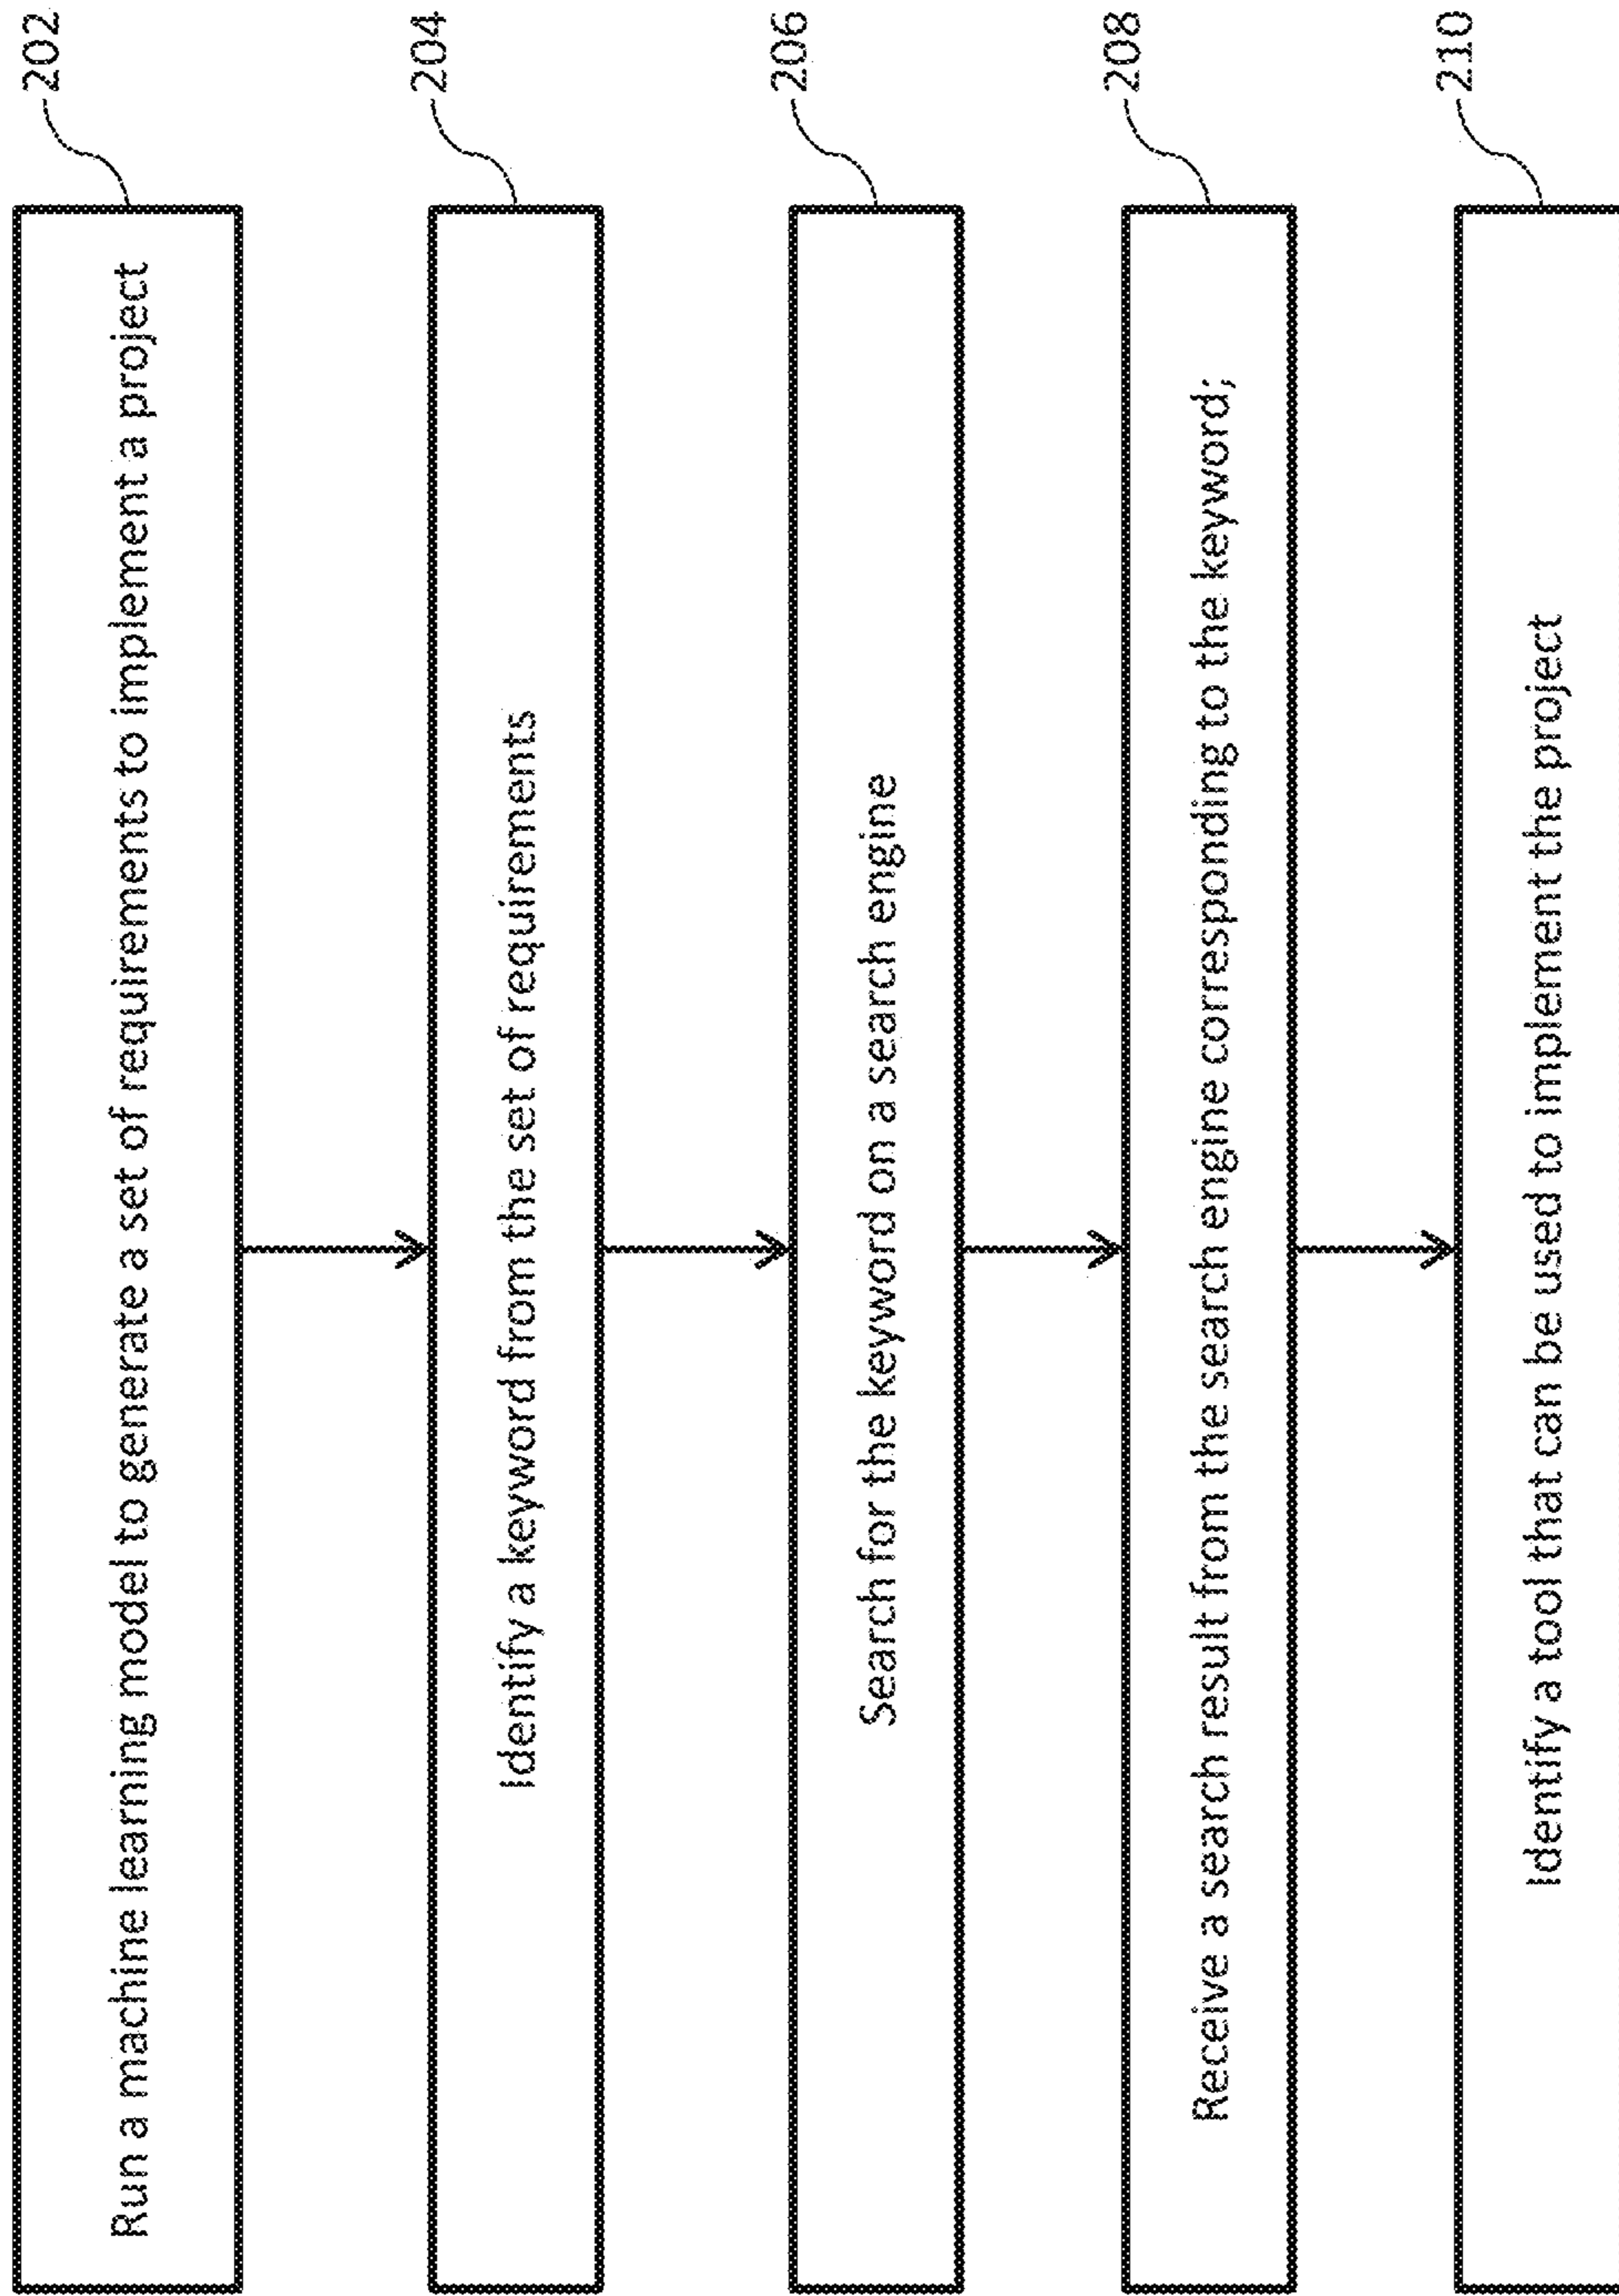 202
Run a machine learning model to generate a set of requirements to implement a project
204
Identify a keyword from the set of requirements
206
Search for the keyword on a search engine
208
Receive a search result from the search engine corresponding to the keyword;
210
Identify a tool that can be used to implement the project